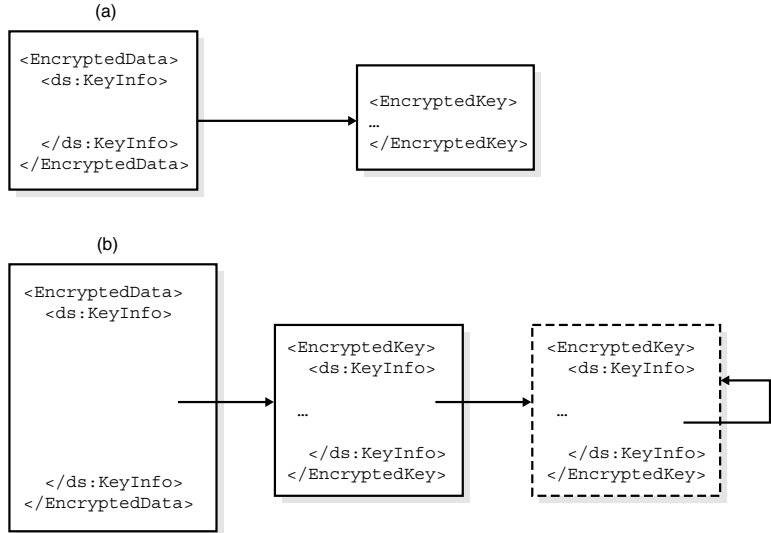 (a)
<EncryptedData>
<ds:KeyInfo>
</ds:KeyInfo>
</EncryptedData>
<EncryptedKey>
…
</EncryptedKey>
(b)
<EncryptedData>
<ds:KeyInfo>
</ds:KeyInfo>
</EncryptedData>
<EncryptedKey>
<ds:KeyInfo>
…
</ds:KeyInfo>
</EncryptedKey>
<EncryptedKey>
<ds:KeyInfo>
…
</ds:KeyInfo>
</EncryptedKey>